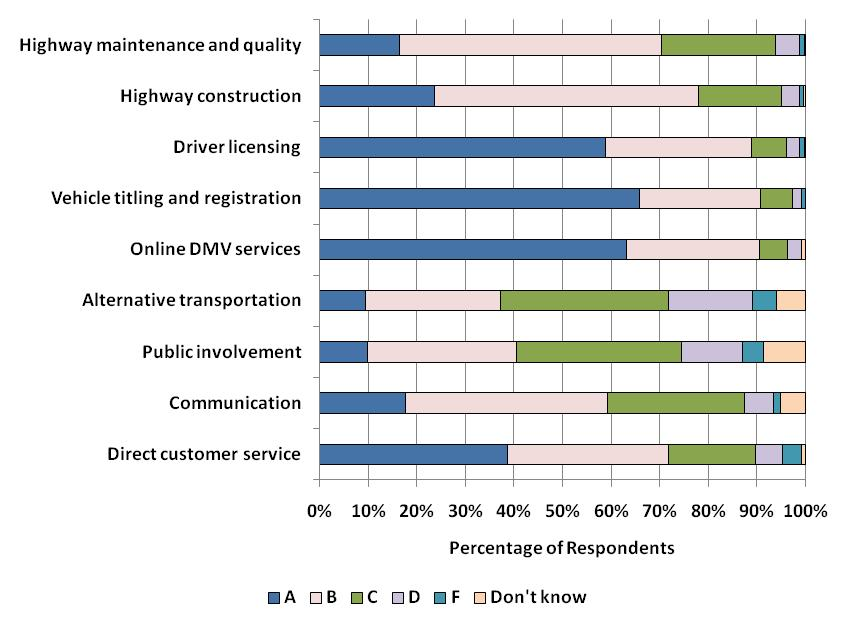 Highway maintenance and quality
Highway construction
Driver licensing
Vehicle titling and registration
Online DMV services
Alternative transportation
Public involvement
Communication
Direct customer service
0% 10% 20% 30% 40% 50% 60% 70% 80% 90% 100%
Percentage of Respondents
A B C D F Don't know